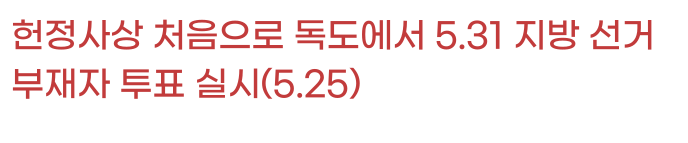 헌정사상 처음으로 독도에서 5.31 지방 선거
부재자 투표 실시(5.25)